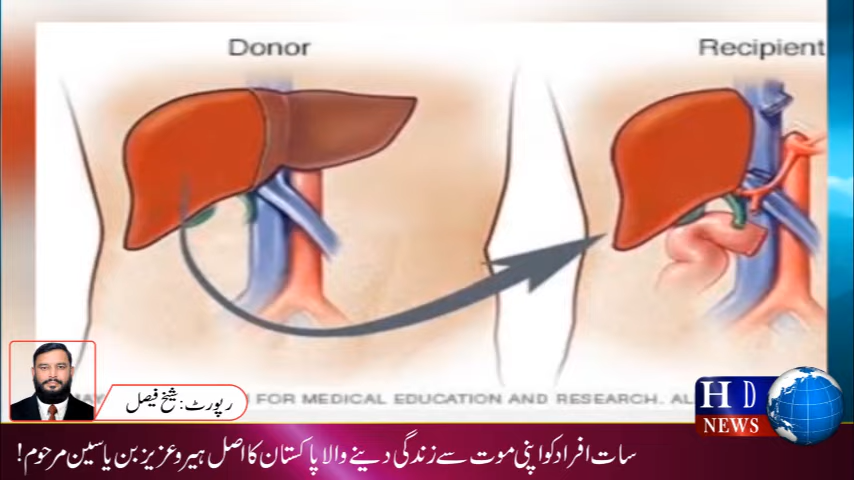 Donor
Recipient
رپورٹ: شیخ فیصل
FOR MEDICAL EDUCATION AND RESEARCH. AL
HD
NEWS
سات افراد کو اپنی موت سے زندگی دینے والا پاکستان کا اصل ہیرو عزیز بن یاسین مرحوم!